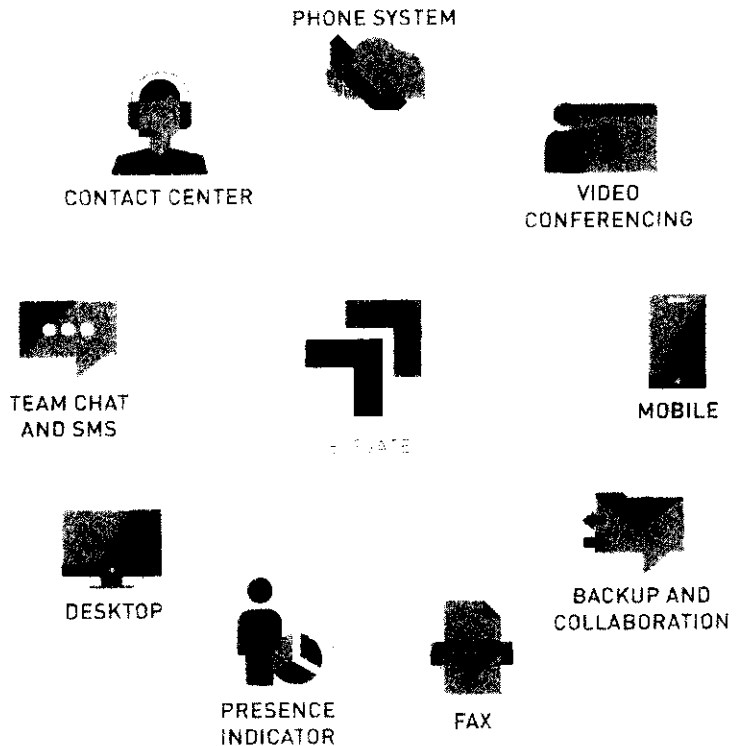 PHONE SYSTEM
CONTACT CENTER
VIDEO
CONFERENCING
TEAM CHAT
AND SMS
MOBILE
DESKTOP
BACKUP AND
COLLABORATION
PRESENCE
INDICATOR
FAX